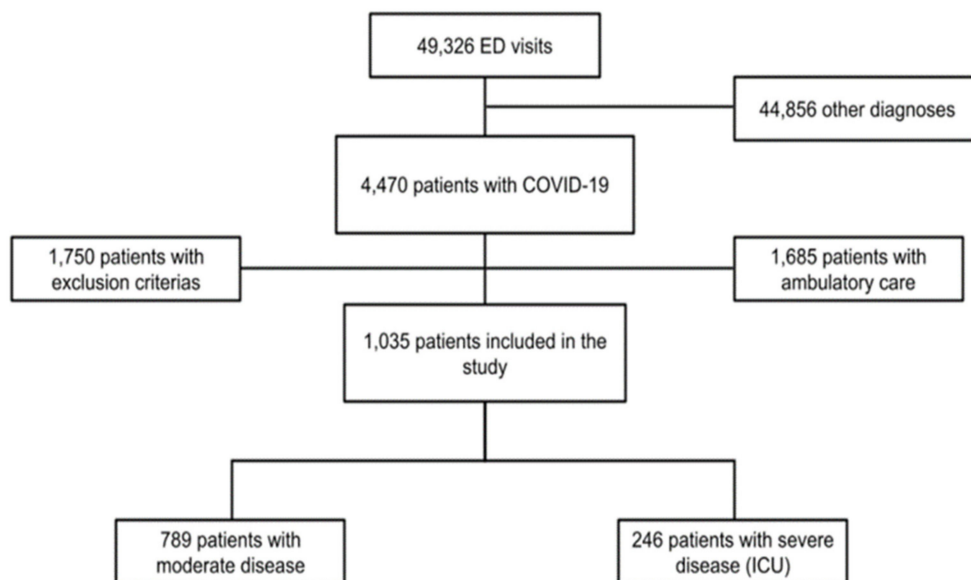 49,326 ED visits
44,856 other diagnoses
4,470 patients with COVID-19
1,750 patients with
exclusion criterias
1,685 patients with
ambulatory care
1,035 patients included in the
study
789 patients with
moderate disease
246 patients with severe
disease (ICU)